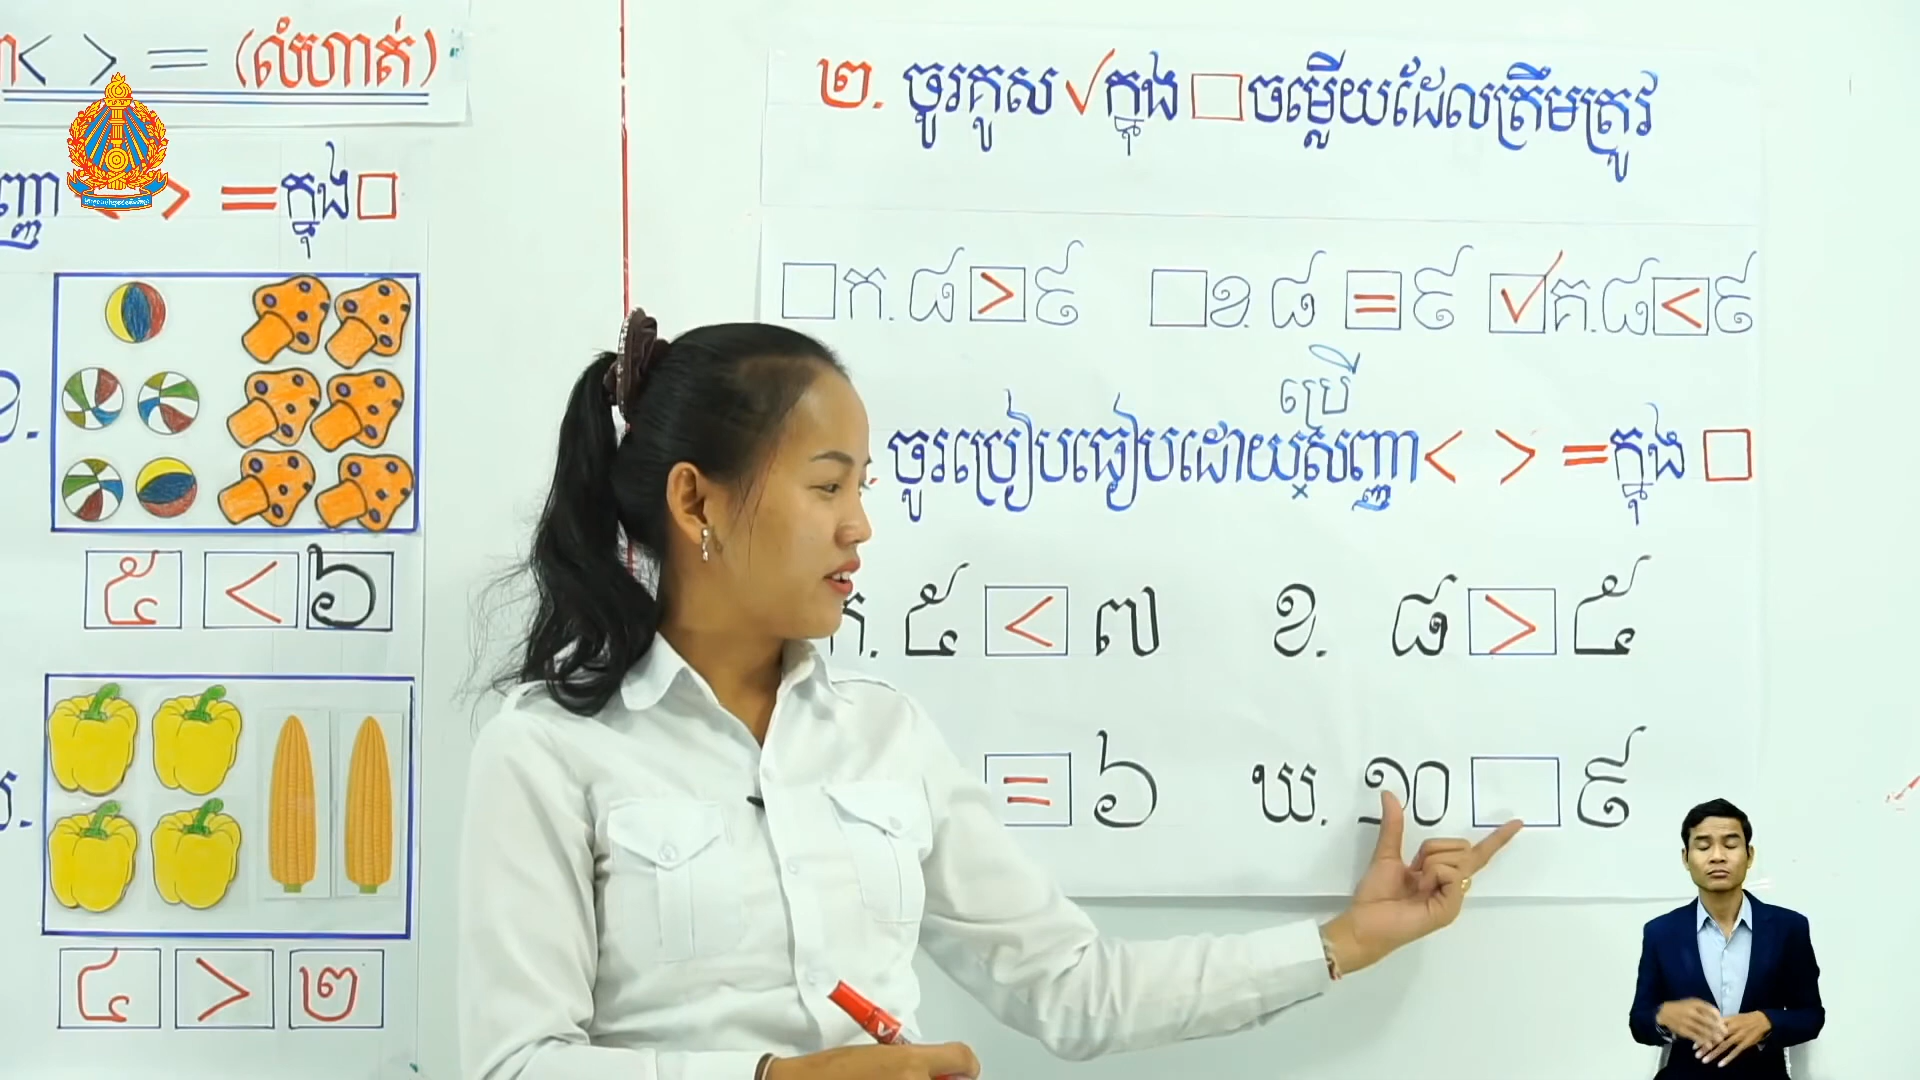 < > = (លំហាត់)
សញ្ញា < > = ក្នុង □
ខ.
៥ < ៦
៤ > ២
២. ចូរគូស ✓ ក្នុង □ ចម្លើយដែលត្រឹមត្រូវ
□ ក. ៨ > ៩ □ ខ. ៨ = ៩ ✓ គ. ៨ < ៩
ប្រើ
ចូរប្រៀបធៀបដោយសញ្ញា < > = ក្នុង □
ក. ៥ < ៧ ខ. ៨ > ៥
= ៦ ឃ. ១០ □ ៩